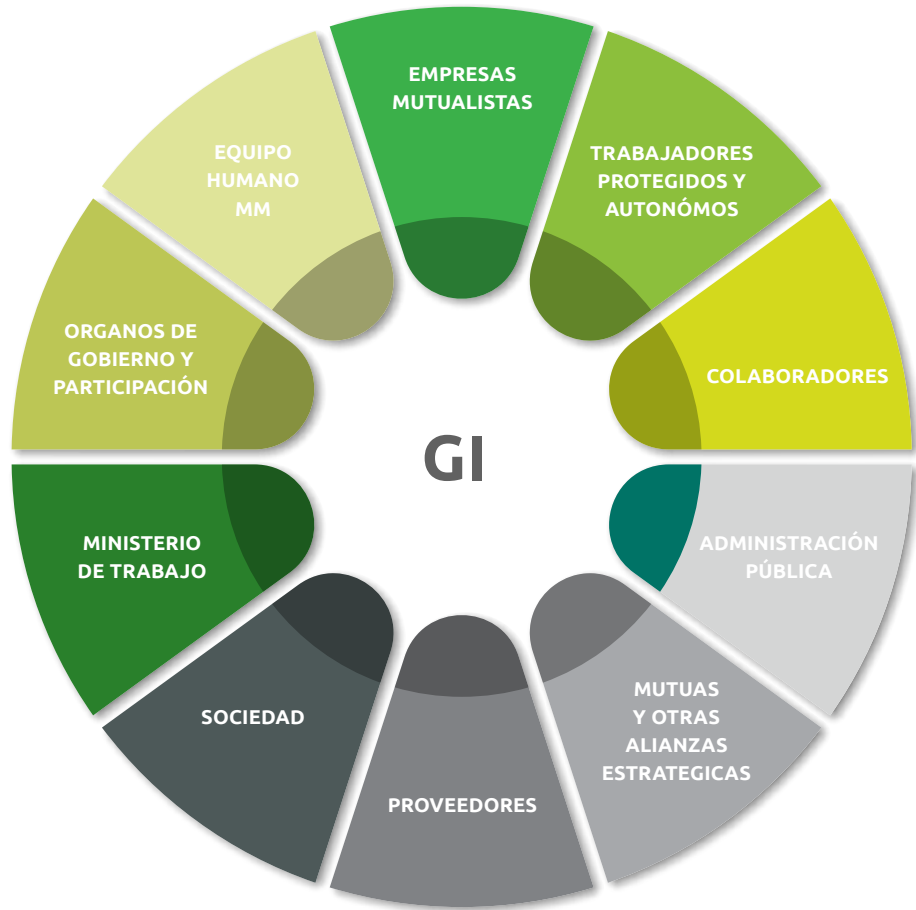 EMPRESAS
MUTUALISTAS
TRABAJADORES
PROTEGIDOS Y
AUTONÓMOS
COLABORADORES
ADMINISTRACIÓN
PÚBLICA
MUTUAS
Y OTRAS
ALIANZAS
ESTRATEGICAS
PROVEEDORES
SOCIEDAD
MINISTERIO
DE TRABAJO
ORGANOS DE
GOBIERNO Y
PARTICIPACIÓN
EQUIPO
HUMANO
MM
GI